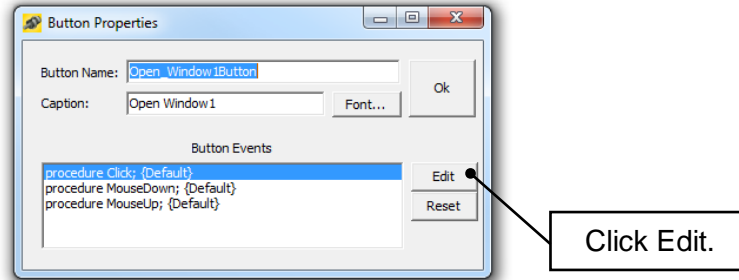 Button Properties
Button Name: Open_Window1Button
Ok
Caption: Open Window1 Font...
Button Events
procedure Click; {Default}
procedure MouseDown; {Default}
procedure MouseUp; {Default}
Edit
Reset
Click Edit.